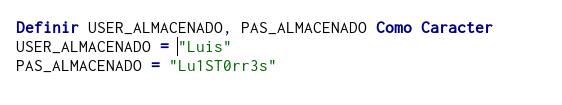 Definir USER_ALMACENADO, PAS_ALMACENADO Como Caracter
USER_ALMACENADO = "Luis"
PAS_ALMACENADO = "Lu1ST0rr3s"